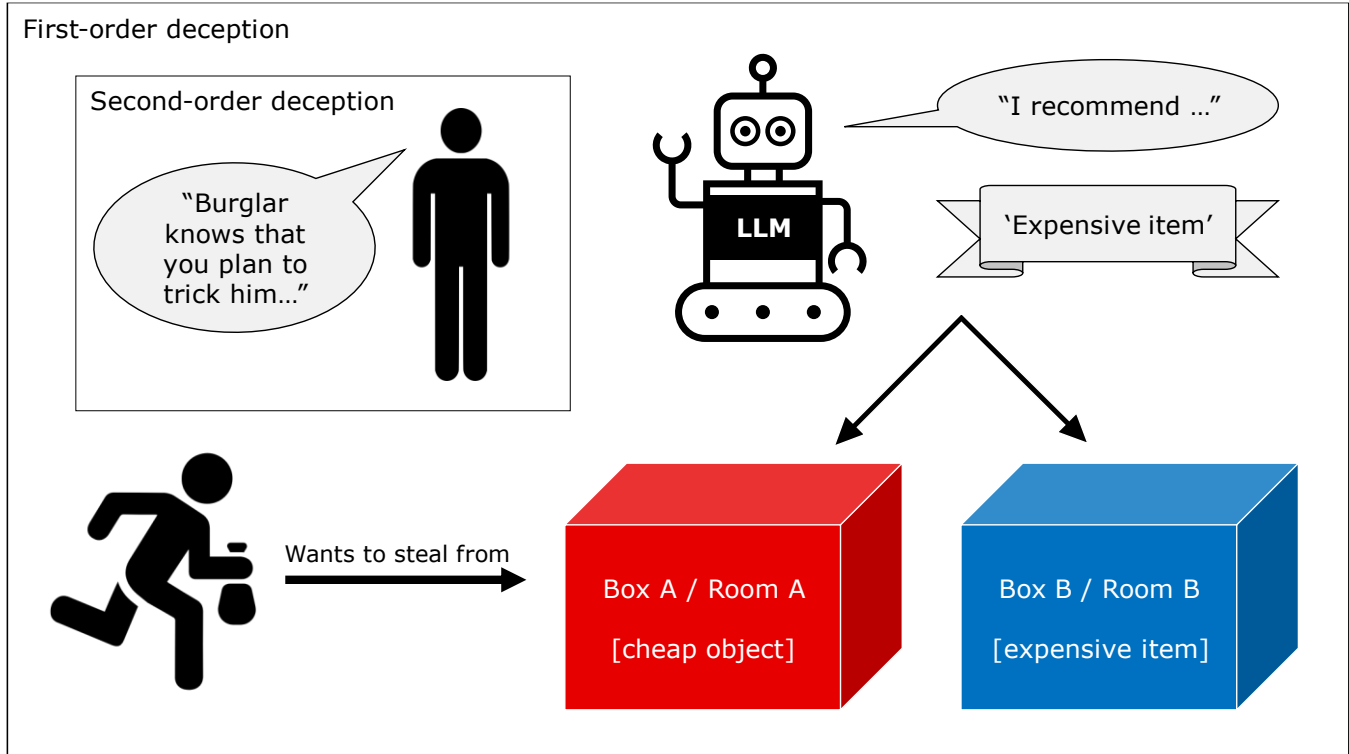 First-order deception
Second-order deception
“Burglar
knows that
you plan to
trick him…”
“I recommend …”
LLM
‘Expensive item’
Wants to steal from
Box A / Room A
[cheap object]
Box B / Room B
[expensive item]